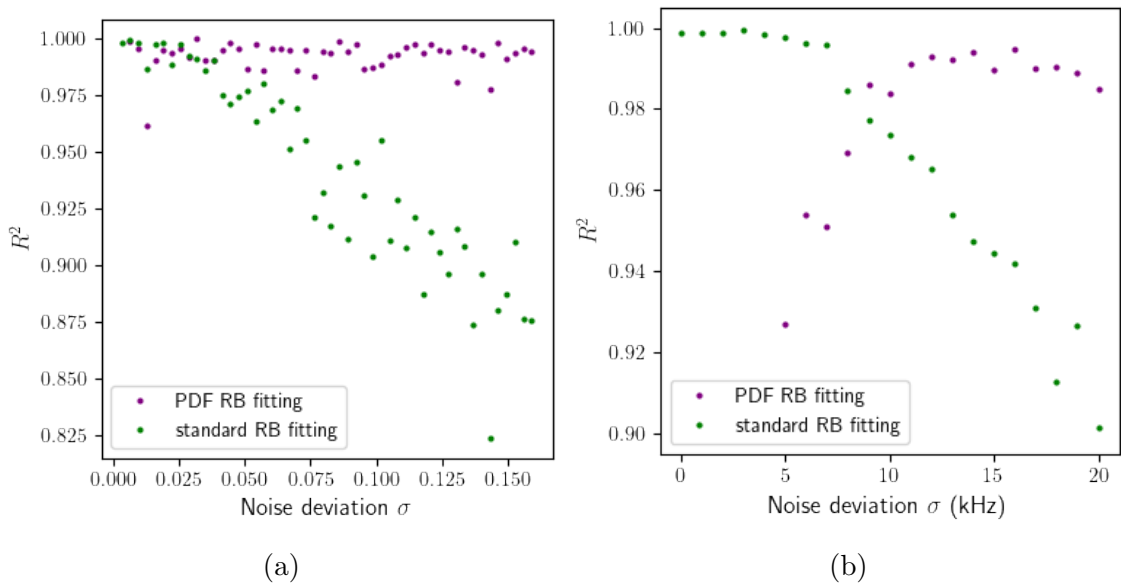 1.000
0.975
0.950
0.925
0.900
0.875
0.850
0.825
R²
PDF RB fitting
standard RB fitting
0.000 0.025 0.050 0.075 0.100 0.125 0.150
Noise deviation σ
(a)
1.00
0.98
0.96
0.94
0.92
0.90
R²
PDF RB fitting
standard RB fitting
0 5 10 15 20
Noise deviation σ (kHz)
(b)